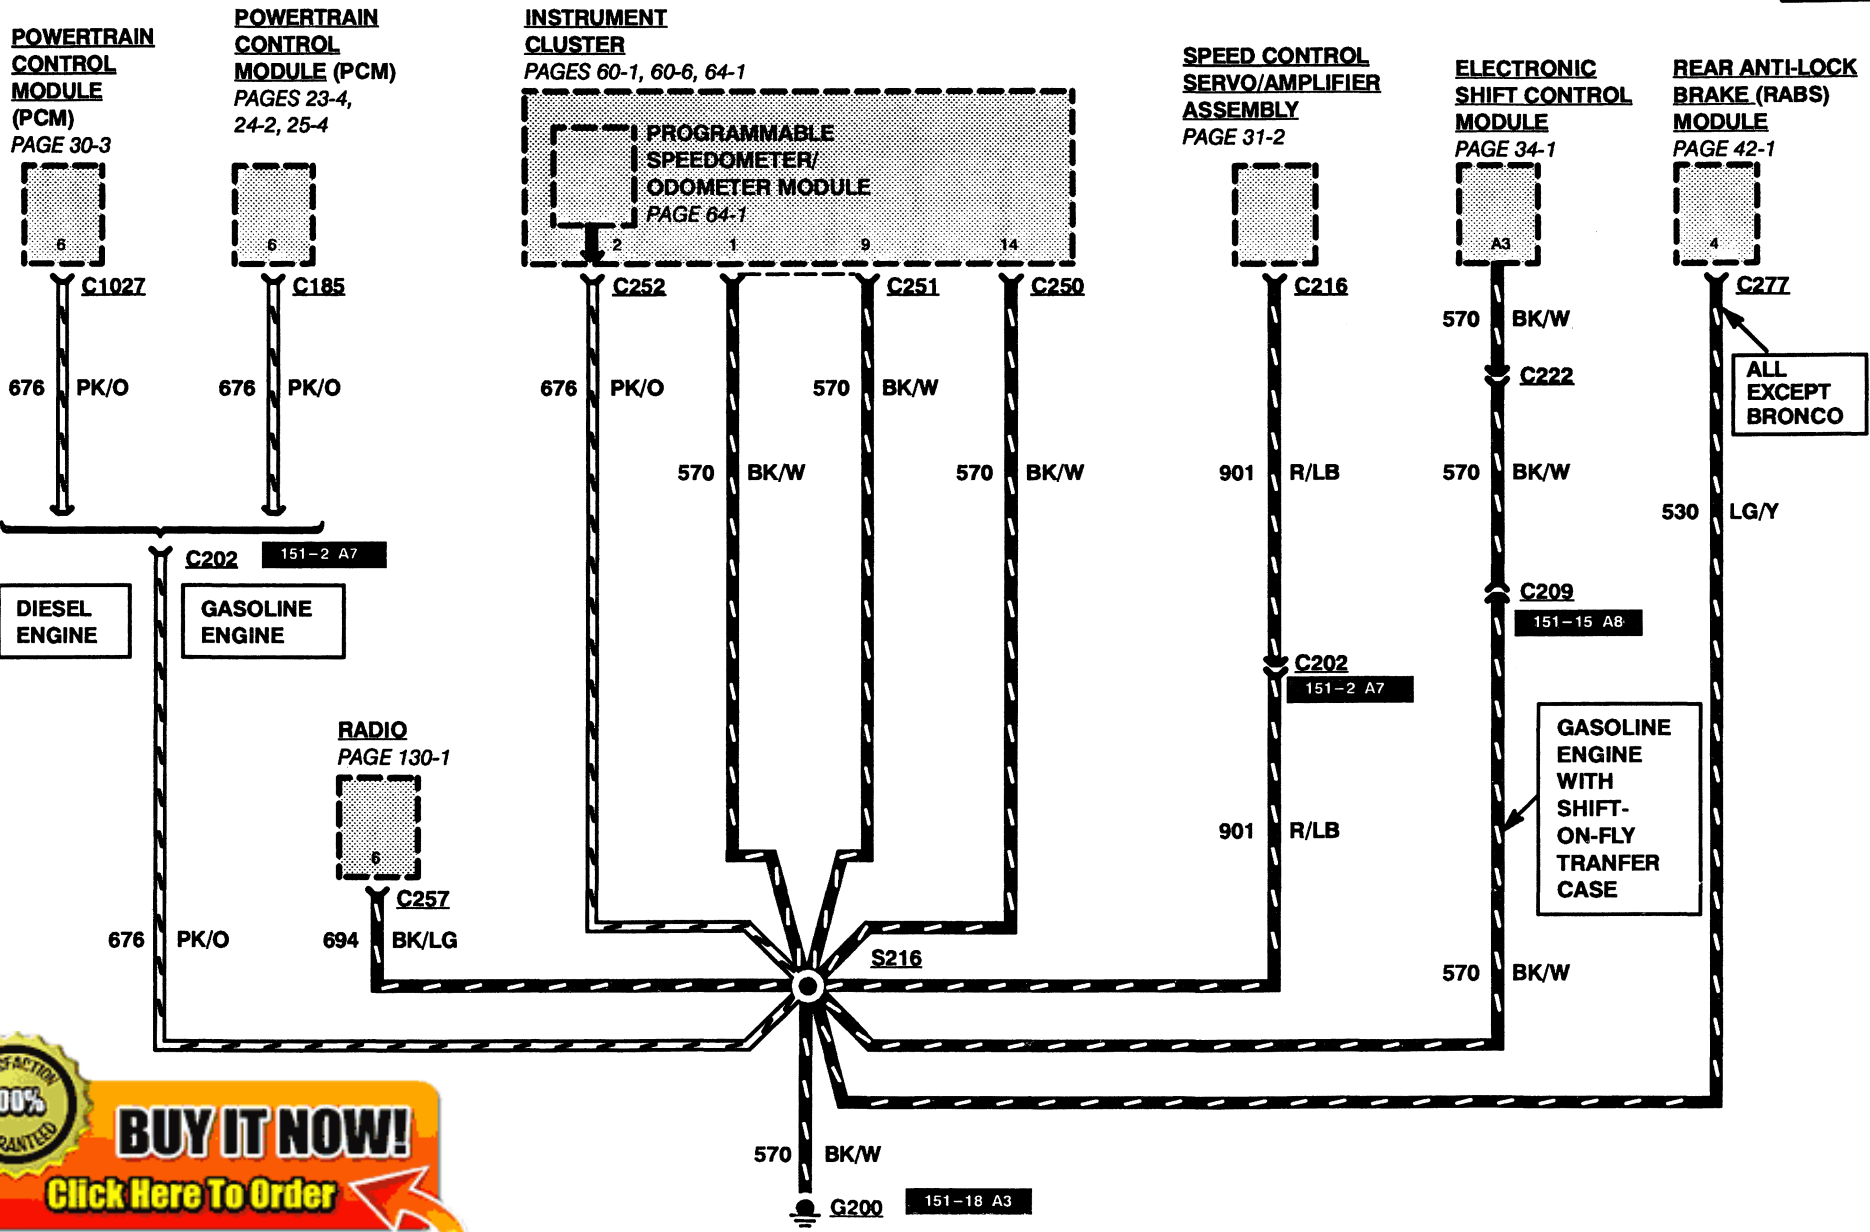 POWERTRAIN
CONTROL
MODULE
(PCM)
PAGE 30-3
6
C1027
676 PK/O
POWERTRAIN
CONTROL
MODULE (PCM)
PAGES 23-4,
24-2, 25-4
6
C185
676 PK/O
INSTRUMENT
CLUSTER
PAGES 60-1, 60-6, 64-1
PROGRAMMABLE
SPEEDOMETER/
ODOMETER MODULE
PAGE 64-1
2 1 9 14
C252 C251 C250
676 PK/O
570 BK/W
570 BK/W
570 BK/W
SPEED CONTROL
SERVO/AMPLIFIER
ASSEMBLY
PAGE 31-2
C216
901 R/LB
C202
151-2 A7
901 R/LB
ELECTRONIC
SHIFT CONTROL
MODULE
PAGE 34-1
A3
570 BK/W
C222
570 BK/W
C209
151-15 A8
GASOLINE
ENGINE
WITH
SHIFT-
ON-FLY
TRANFER
CASE
570 BK/W
REAR ANTI-LOCK
BRAKE (RABS)
MODULE
PAGE 42-1
4
C277
ALL
EXCEPT
BRONCO
530 LG/Y
C202
151-2 A7
DIESEL
ENGINE
GASOLINE
ENGINE
676 PK/O
RADIO
PAGE 130-1
6
C257
694 BK/LG
S216
570 BK/W
G200
151-18 A3
BUY IT NOW!
Click Here To Order